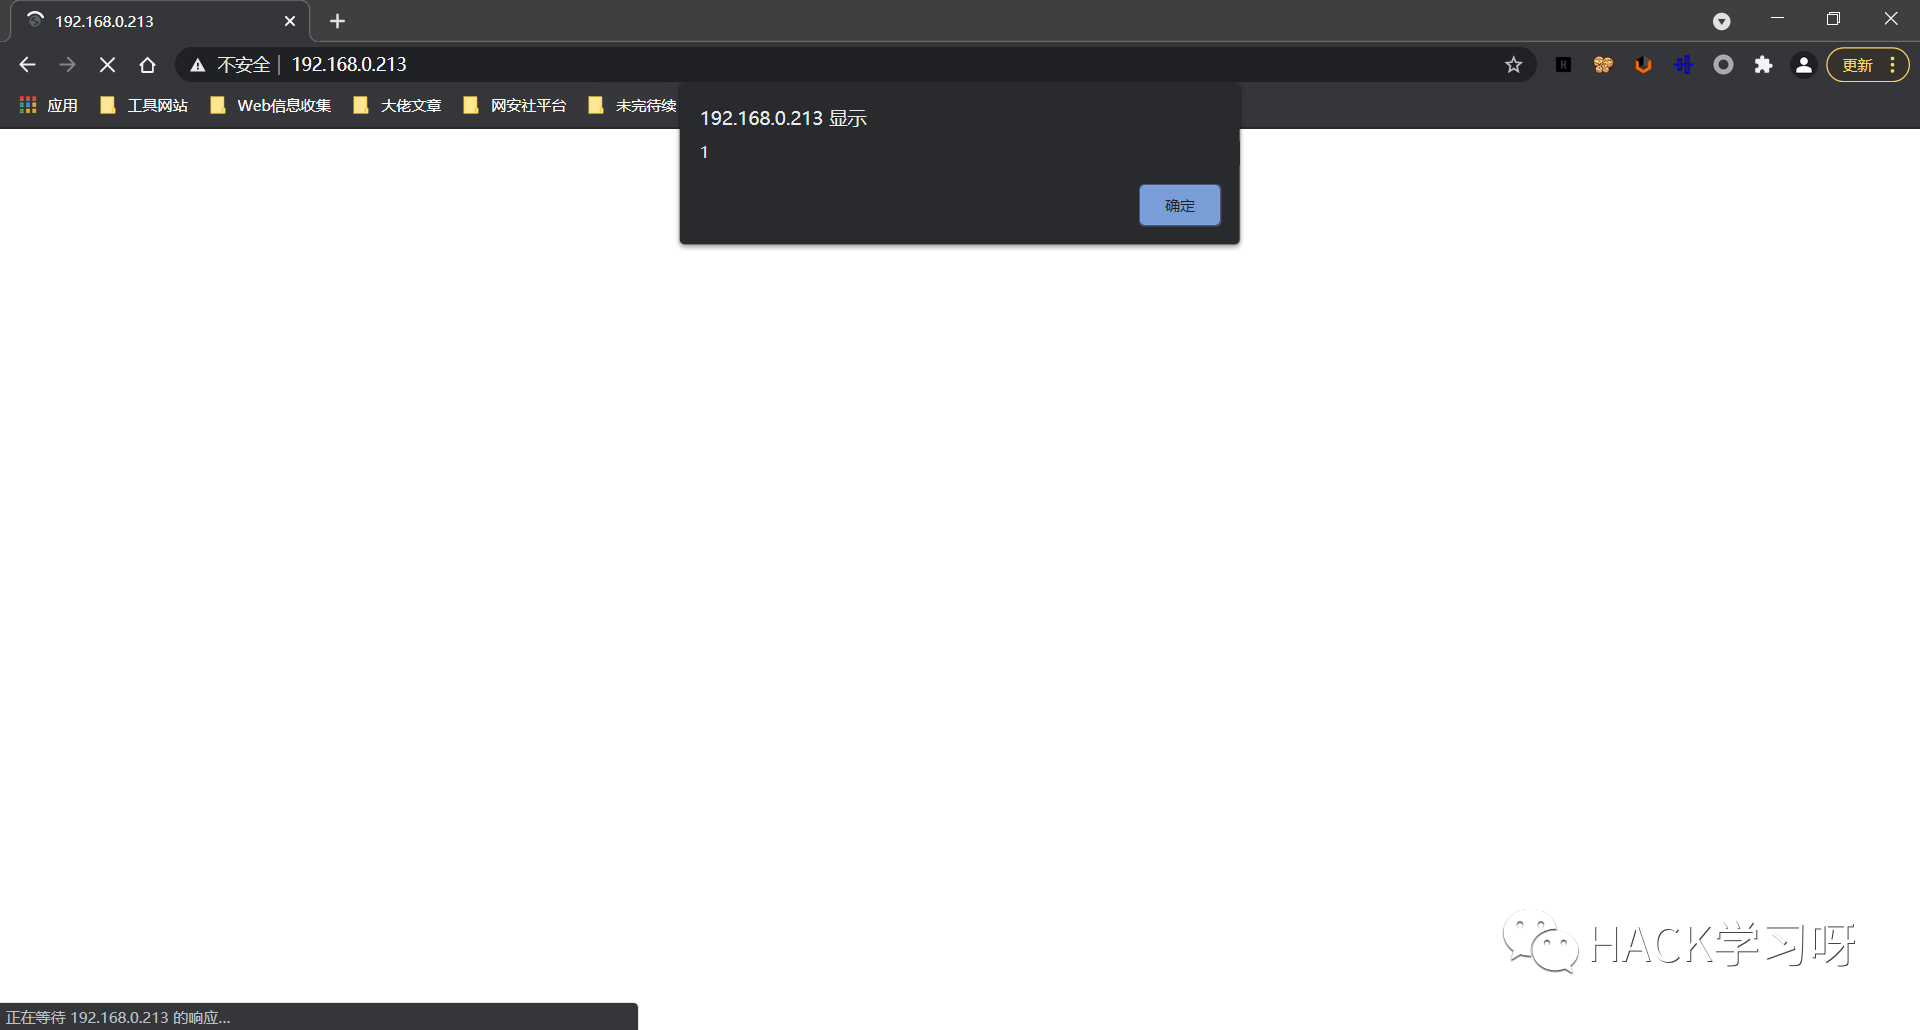 192.168.0.213
不安全 | 192.168.0.213
更新
应用 工具网站 Web信息收集 大佬文章 网安社平台 未完待续
192.168.0.213 显示
1
确定
HACK学习呀
正在等待 192.168.0.213 的响应...